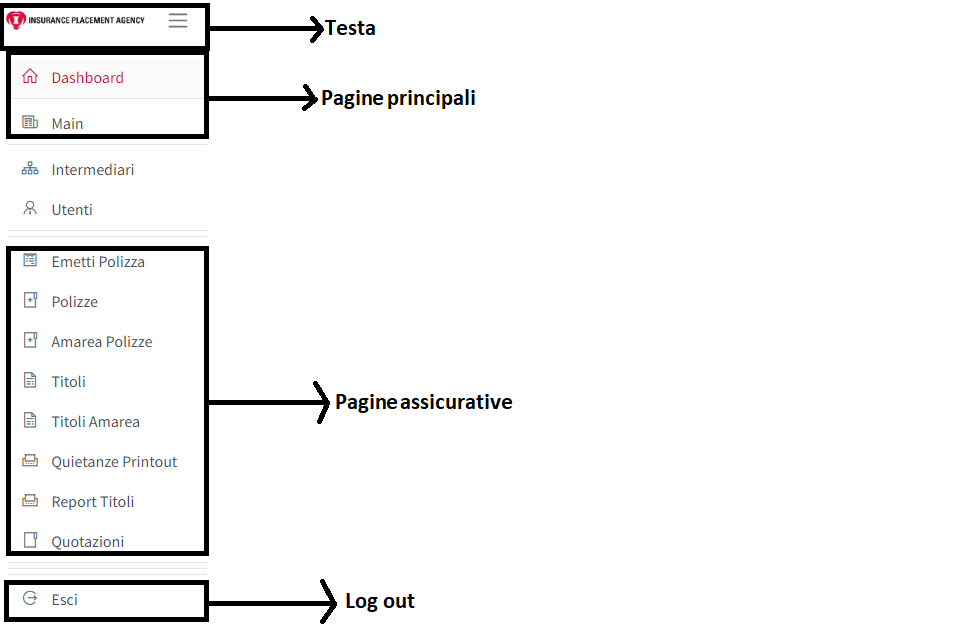 INSURANCE PLACEMENT AGENCY
Testa
Dashboard
Pagine principali
Main
Intermediari
Utenti
Emetti Polizza
Polizze
Amarea Polizze
Titoli
Pagine assicurative
Titoli Amarea
Quietanze Printout
Report Titoli
Quotazioni
Esci
Log out